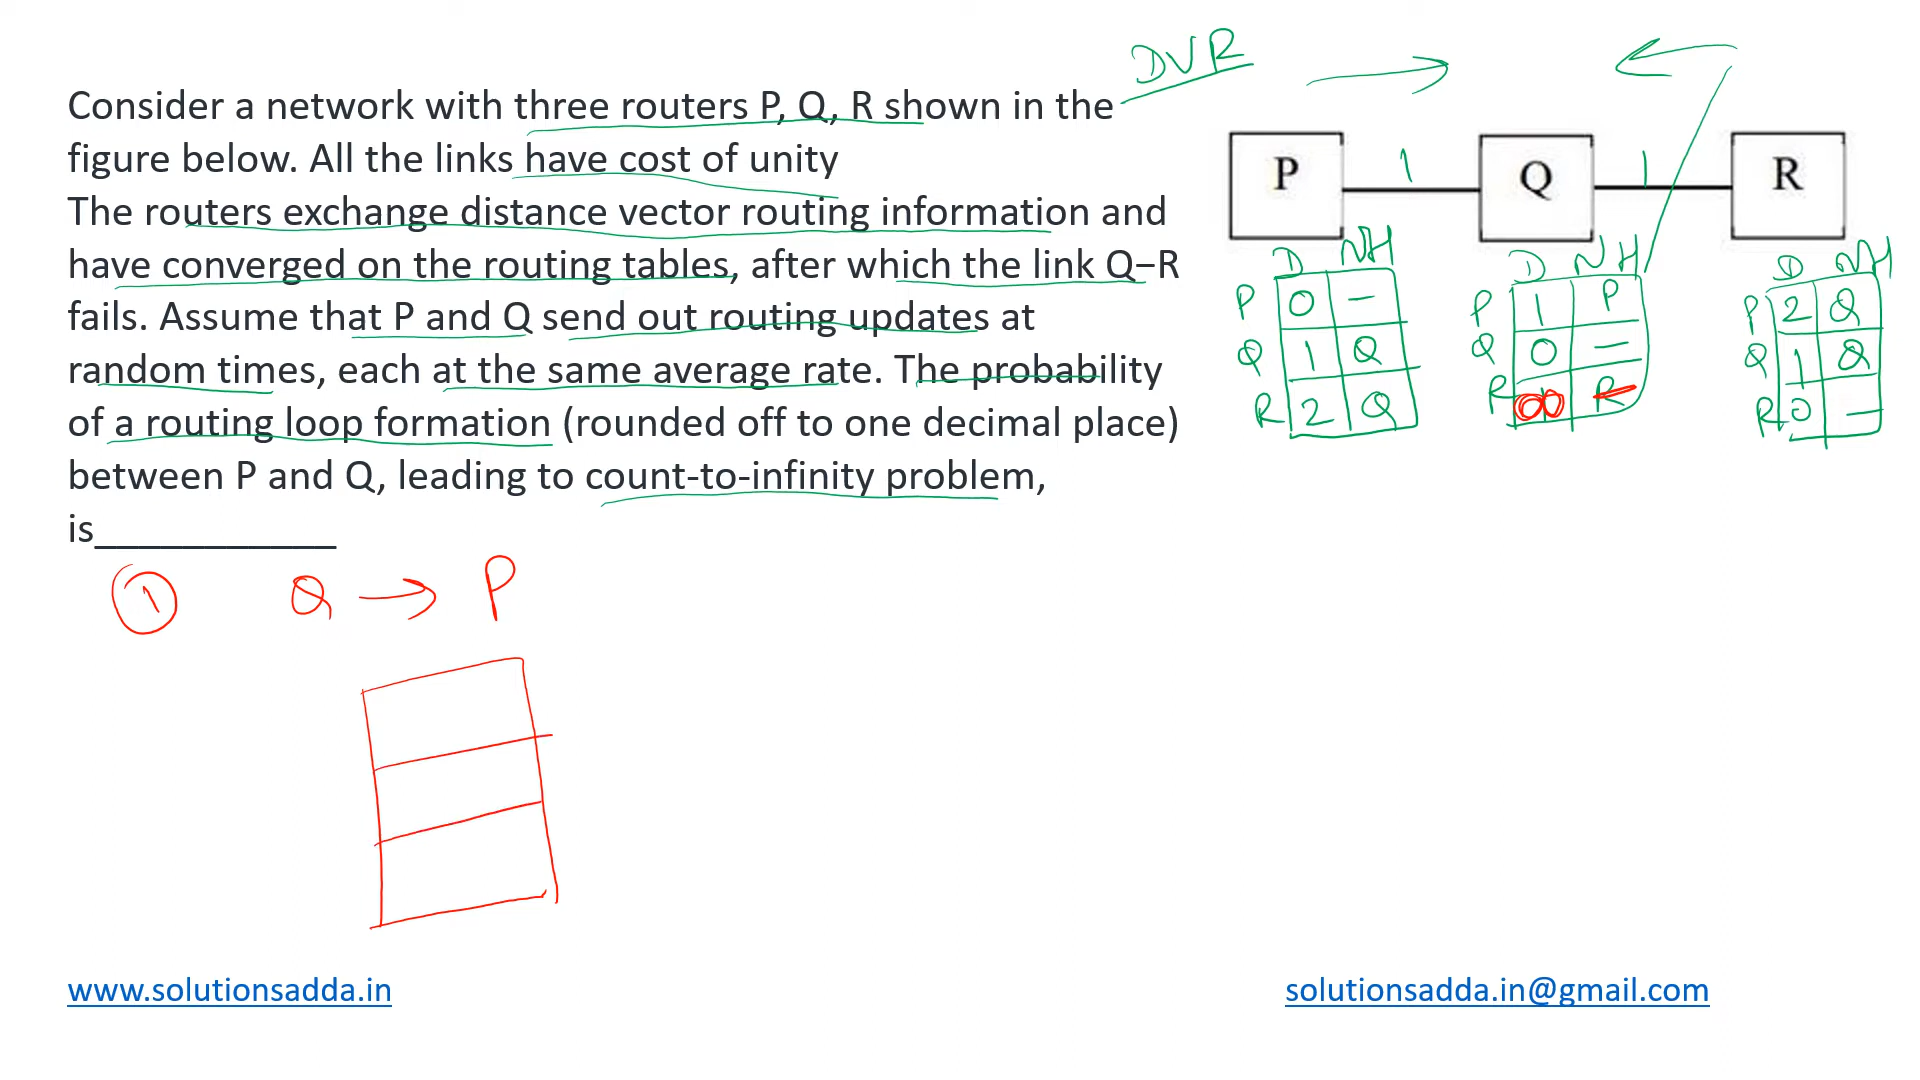 DVR
Consider a network with three routers P, Q, R shown in the
figure below. All the links have cost of unity
The routers exchange distance vector routing information and
have converged on the routing tables, after which the link Q−R
fails. Assume that P and Q send out routing updates at
random times, each at the same average rate. The probability
of a routing loop formation (rounded off to one decimal place)
between P and Q, leading to count-to-infinity problem,
is___________
P 1 Q 1 R
D NH
P 0 −
Q 1 Q
R 2 Q
D NH
P 1 P
Q 0 −
R ∞ R
D NH
P 2 Q
Q 1 Q
R 0 −
① Q → P
www.solutionsadda.in
solutionsadda.in@gmail.com